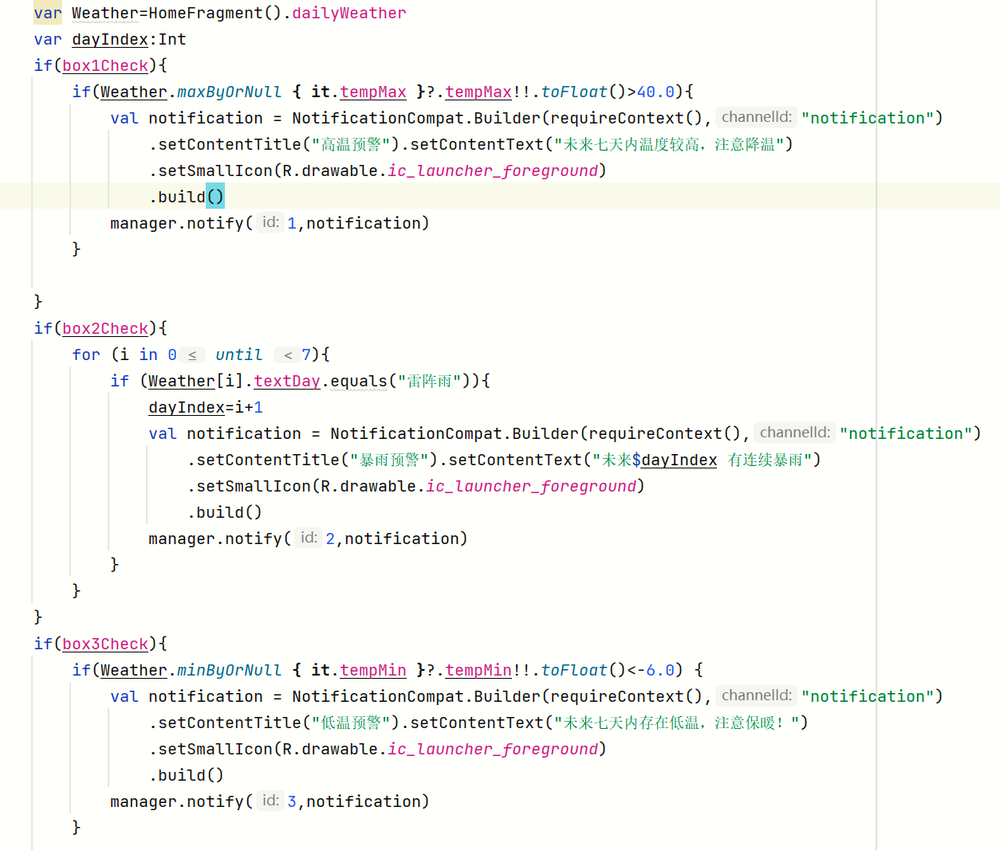 var Weather=HomeFragment().dailyWeather
var dayIndex:Int
if(box1Check){
if(Weather.maxByOrNull { it.tempMax }?.tempMax!!.toFloat()>40.0){
val notification = NotificationCompat.Builder(requireContext(), channelId: "notification")
.setContentTitle("高温预警").setContentText("未来七天内温度较高，注意降温")
.setSmallIcon(R.drawable.ic_launcher_foreground)
.build()
manager.notify( id: 1,notification)
}
}
if(box2Check){
for (i in 0 ≤ until < 7){
if (Weather[i].textDay.equals("雷阵雨")){
dayIndex=i+1
val notification = NotificationCompat.Builder(requireContext(), channelId: "notification")
.setContentTitle("暴雨预警").setContentText("未来$dayIndex 有连续暴雨")
.setSmallIcon(R.drawable.ic_launcher_foreground)
.build()
manager.notify( id: 2,notification)
}
}
}
if(box3Check){
if(Weather.minByOrNull { it.tempMin }?.tempMin!!.toFloat()<-6.0) {
val notification = NotificationCompat.Builder(requireContext(), channelId: "notification")
.setContentTitle("低温预警").setContentText("未来七天内存在低温，注意保暖！")
.setSmallIcon(R.drawable.ic_launcher_foreground)
.build()
manager.notify( id: 3,notification)
}